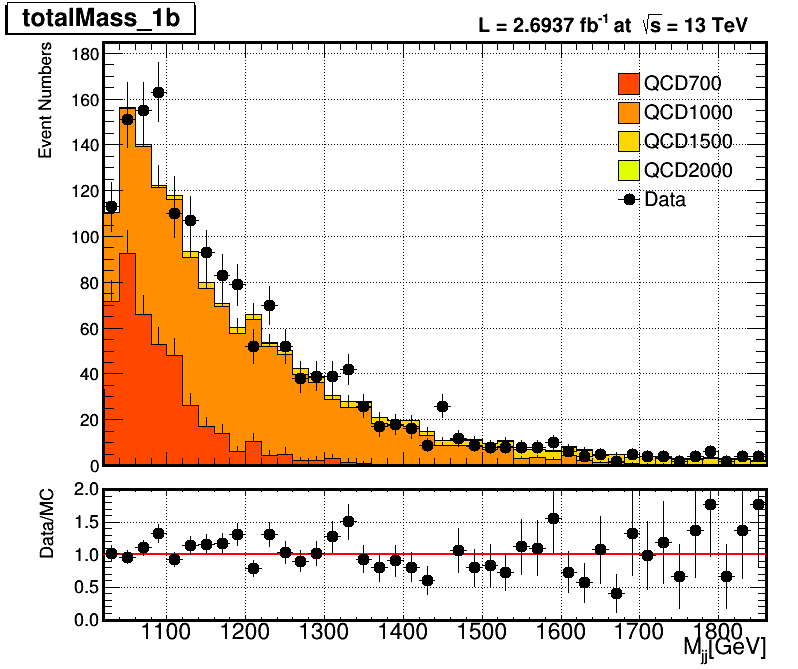 totalMass_1b
L = 2.6937 fb-1 at √s = 13 TeV
Event Numbers
180
160
140
120
100
80
60
40
20
0
QCD700
QCD1000
QCD1500
QCD2000
Data
Data/MC
2.0
1.5
1.0
0.5
0.0
1100 1200 1300 1400 1500 1600 1700 1800
Mjj[GeV]